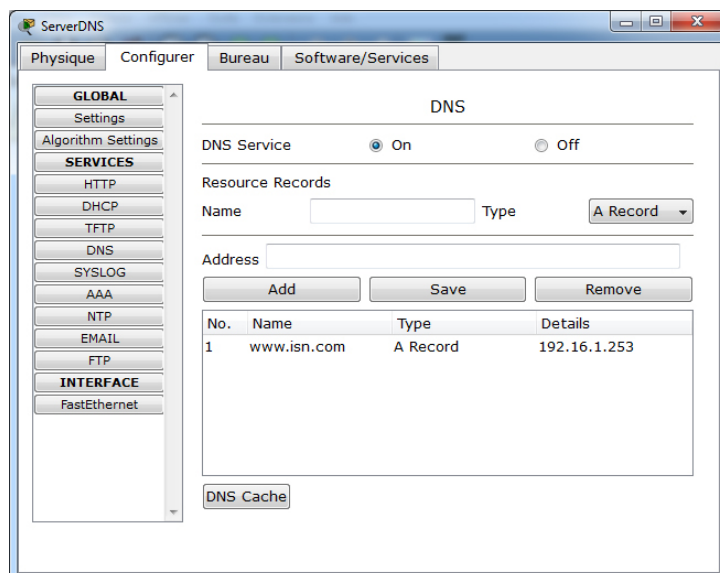 ServerDNS
Physique Configurer Bureau Software/Services
GLOBAL
Settings
Algorithm Settings
SERVICES
HTTP
DHCP
TFTP
DNS
SYSLOG
AAA
NTP
EMAIL
FTP
INTERFACE
FastEthernet
DNS
DNS Service On Off
Resource Records
Name Type A Record
Address
Add Save Remove
No. Name Type Details
1 www.isn.com A Record 192.16.1.253
DNS Cache